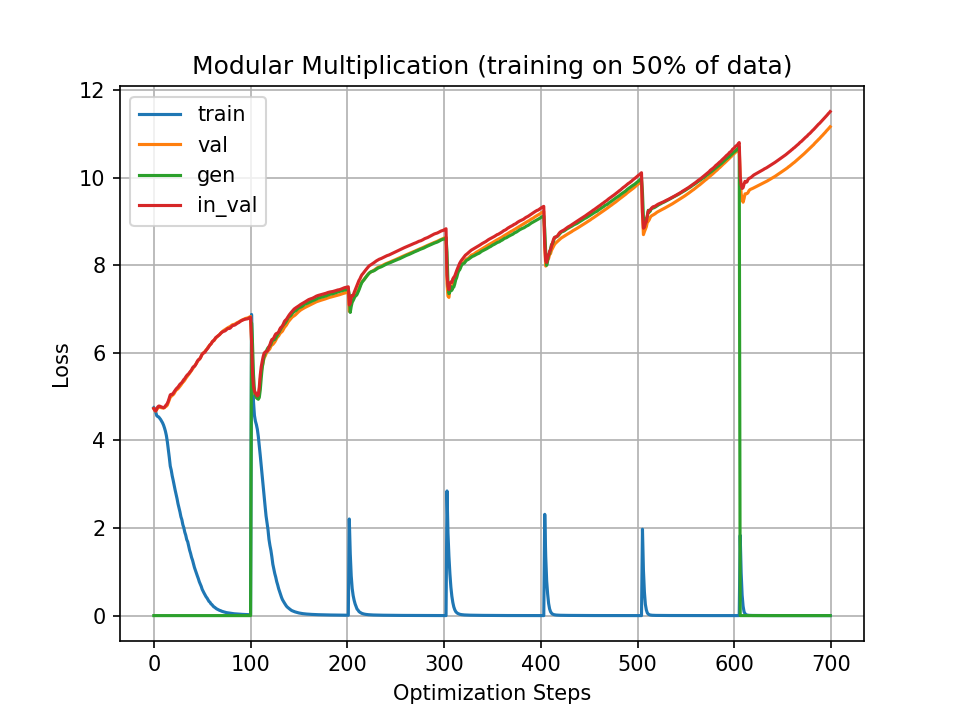 Modular Multiplication (training on 50% of data)
train
val
gen
in_val
12
10
8
6
4
2
0
Loss
0 100 200 300 400 500 600 700
Optimization Steps